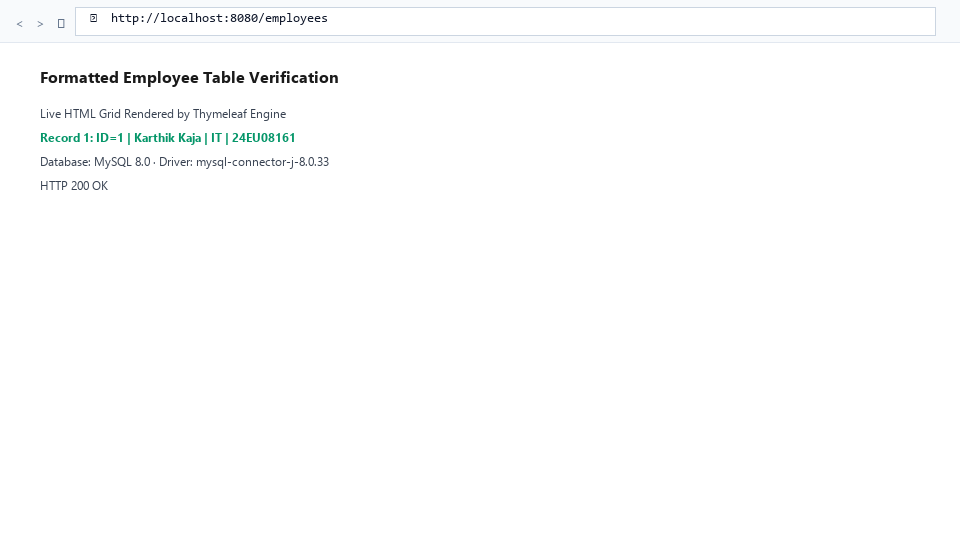 < > http://localhost:8080/employees
Formatted Employee Table Verification
Live HTML Grid Rendered by Thymeleaf Engine
Record 1: ID=1 | Karthik Kaja | IT | 24EU08161
Database: MySQL 8.0 · Driver: mysql-connector-j-8.0.33
HTTP 200 OK